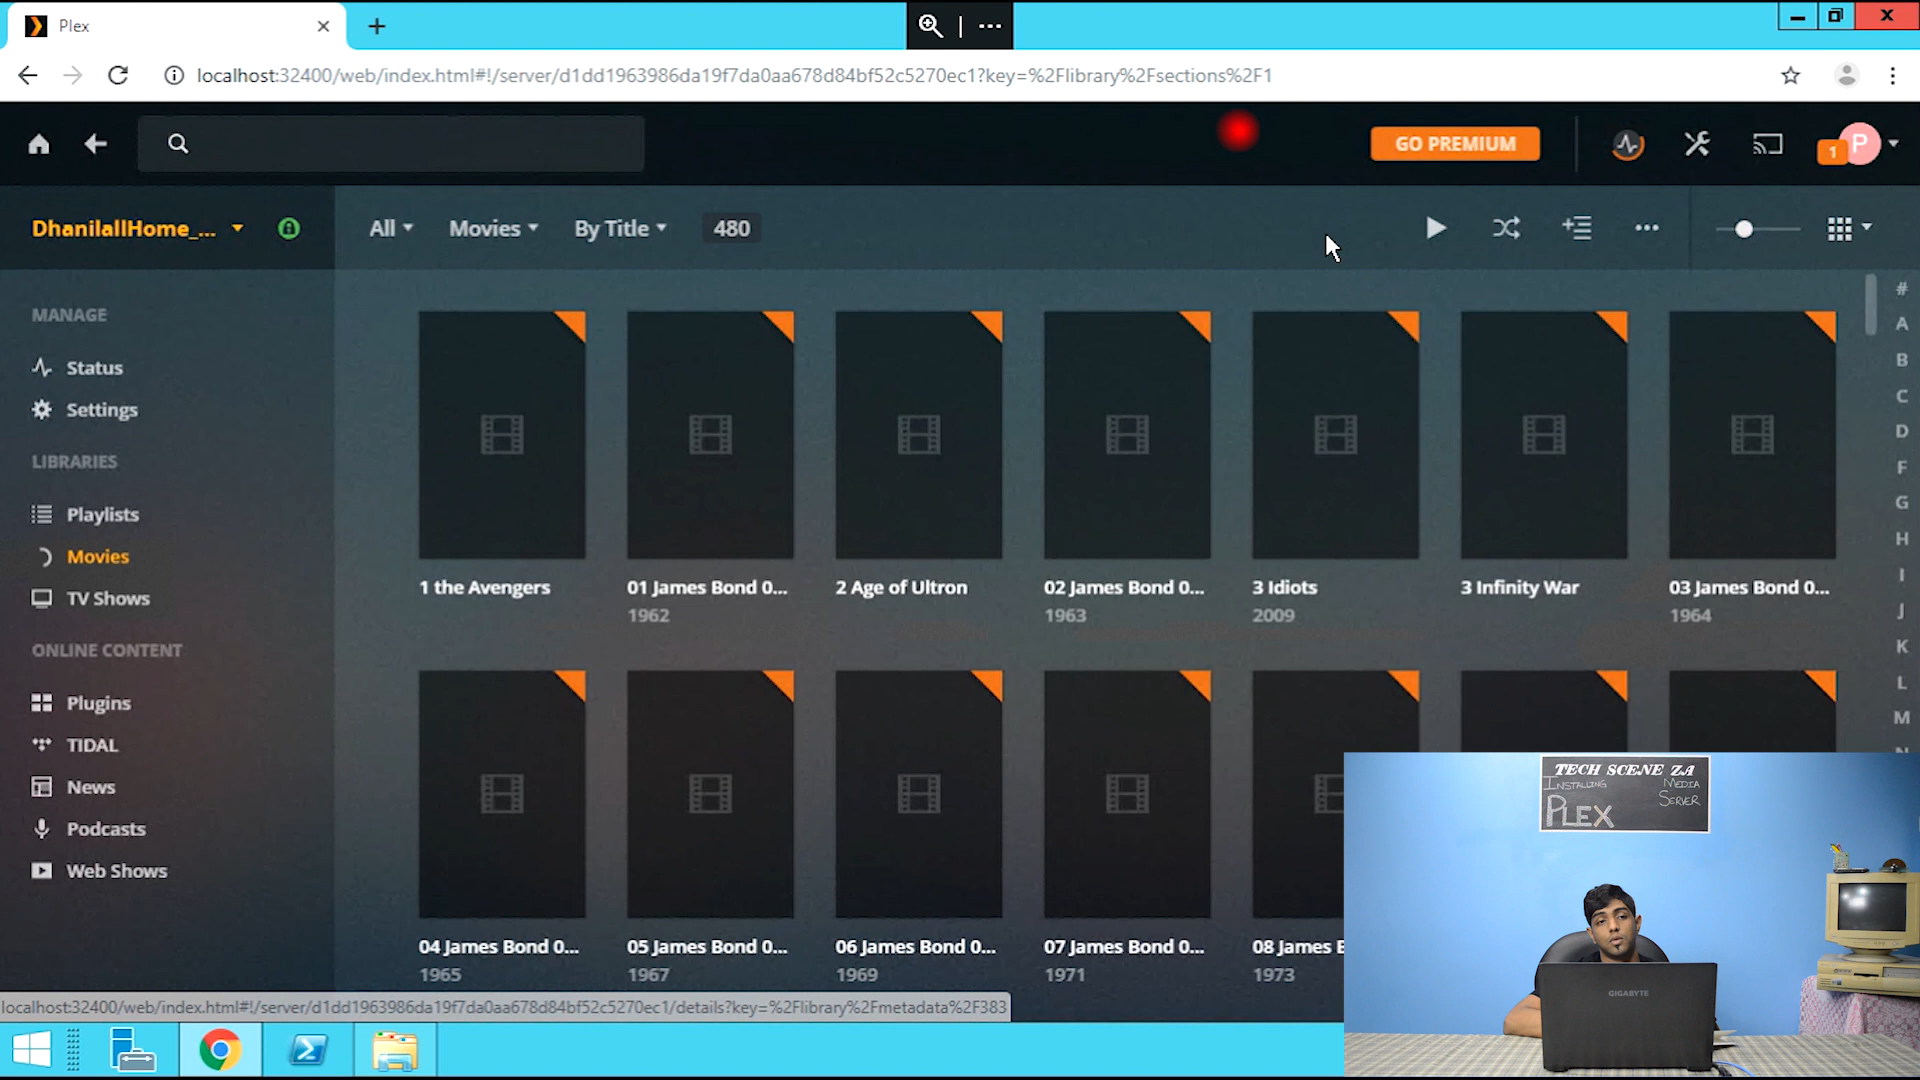 Plex
localhost:32400/web/index.html#!/server/d1dd1963986da19f7da0aa678d84bf52c5270ec1?key=%2Flibrary%2Fsections%2F1
GO PREMIUM
1
P
DhanilallHome_...
All
Movies
By Title
480
MANAGE
Status
Settings
LIBRARIES
Playlists
Movies
TV Shows
ONLINE CONTENT
Plugins
TIDAL
News
Podcasts
Web Shows
1 the Avengers
01 James Bond 0...
1962
2 Age of Ultron
02 James Bond 0...
1963
3 Idiots
2009
3 Infinity War
03 James Bond 0...
1964
04 James Bond 0...
1965
05 James Bond 0...
1967
06 James Bond 0...
1969
07 James Bond 0...
1971
08 James B
1973
#
A
B
C
D
E
F
G
H
I
J
K
L
M
N
localhost:32400/web/index.html#!/server/d1dd1963986da19f7da0aa678d84bf52c5270ec1/details?key=%2Flibrary%2Fmetadata%2F383
TECH SCENE ZA
INSTALLING MEDIA
PLEX SERVER
GIGABYTE